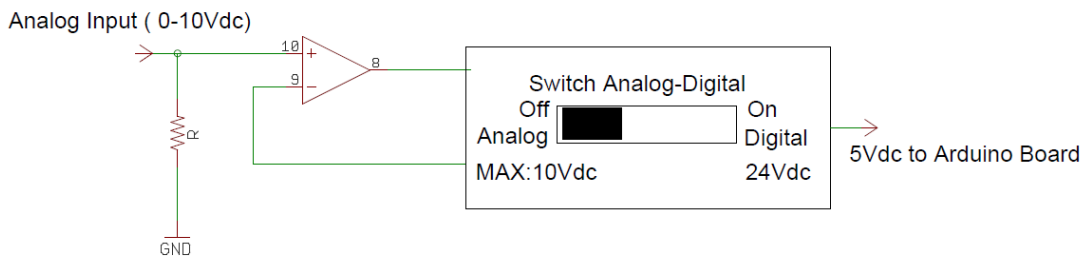 Analog Input ( 0-10Vdc)
10
+
8
9
-
R
GND
Switch Analog-Digital
Off
On
Analog
Digital
MAX:10Vdc
24Vdc
5Vdc to Arduino Board